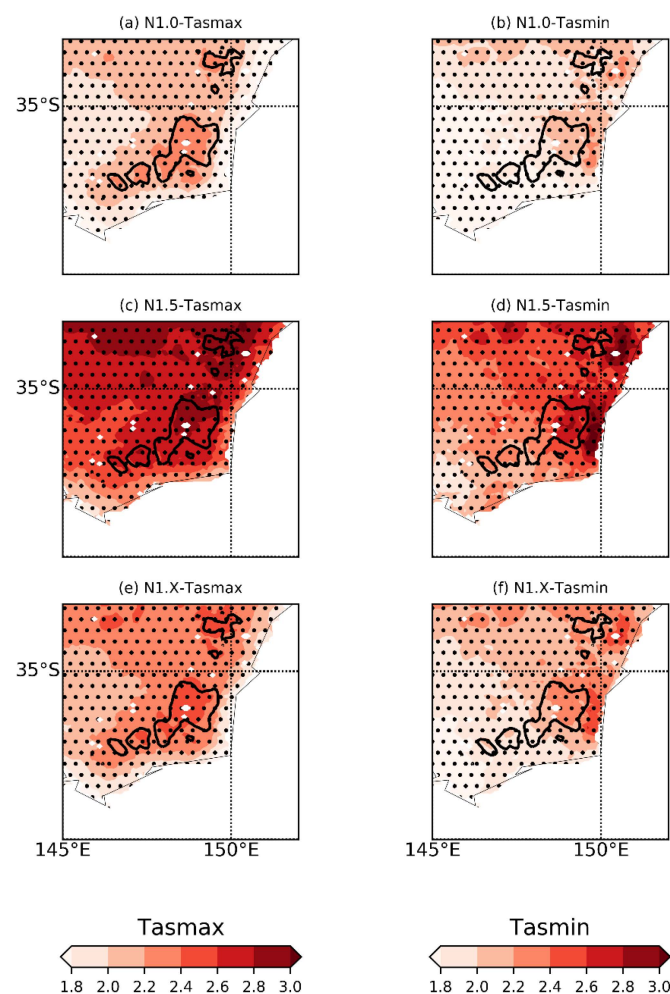 (a) N1.0-Tasmax (b) N1.0-Tasmin
35°S
(c) N1.5-Tasmax (d) N1.5-Tasmin
35°S
(e) N1.X-Tasmax (f) N1.X-Tasmin
35°S
145°E 150°E 145°E 150°E
Tasmax Tasmin
1.8 2.0 2.2 2.4 2.6 2.8 3.0 1.8 2.0 2.2 2.4 2.6 2.8 3.0